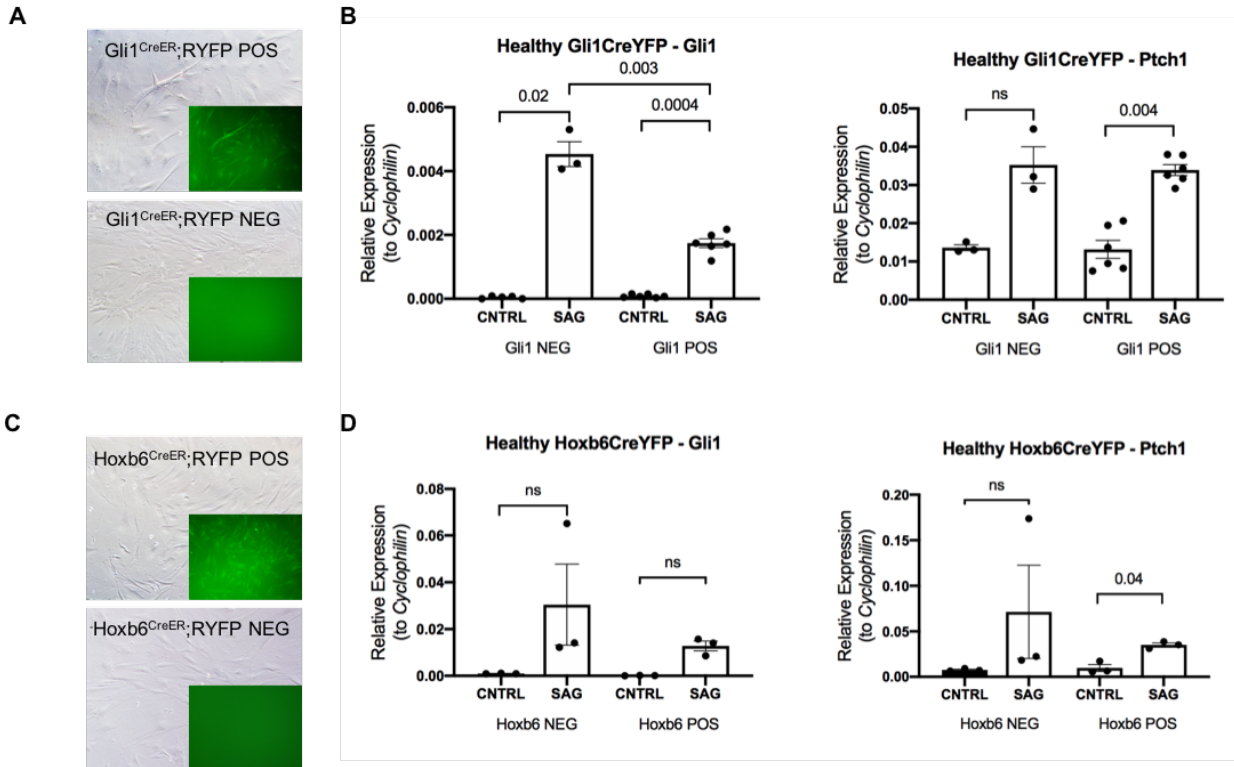 A
Gli1CreER;RYFP POS
Gli1CreER;RYFP NEG
B
Healthy Gli1CreYFP - Gli1
0.003
0.02
0.0004
0.006
0.004
0.002
0.000
Relative Expression
(to Cyclophilin)
CNTRL SAG CNTRL SAG
Gli1 NEG Gli1 POS
Healthy Gli1CreYFP - Ptch1
ns
0.004
0.05
0.04
0.03
0.02
0.01
0.00
Relative Expression
(to Cyclophilin)
CNTRL SAG CNTRL SAG
Gli1 NEG Gli1 POS
C
Hoxb6CreER;RYFP POS
Hoxb6CreER;RYFP NEG
D
Healthy Hoxb6CreYFP - Gli1
ns
ns
0.08
0.06
0.04
0.02
0.00
Relative Expression
(to Cyclophilin)
CNTRL SAG CNTRL SAG
Hoxb6 NEG Hoxb6 POS
Healthy Hoxb6CreYFP - Ptch1
ns
0.04
0.20
0.15
0.10
0.05
0.00
Relative Expression
(to Cyclophilin)
CNTRL SAG CNTRL SAG
Hoxb6 NEG Hoxb6 POS